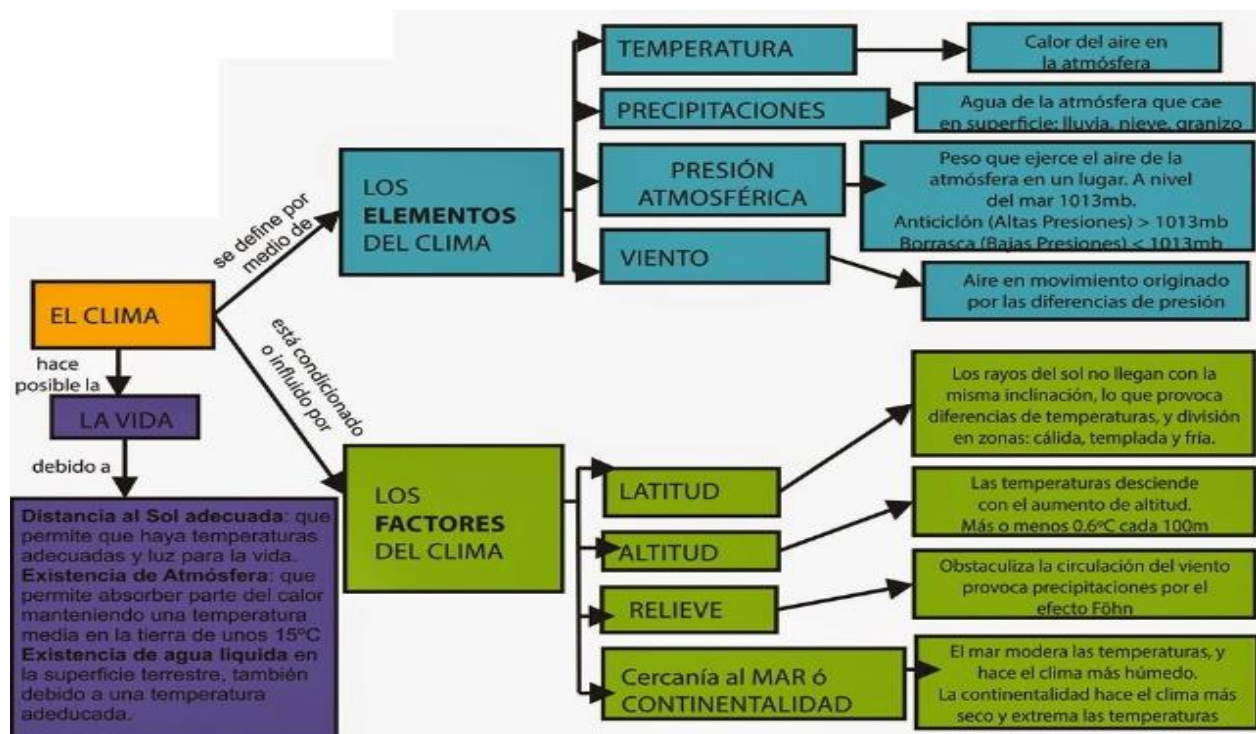 EL CLIMA
se define por
medio de
LOS
ELEMENTOS
DEL CLIMA
TEMPERATURA
Calor del aire en
la atmósfera
PRECIPITACIONES
Agua de la atmósfera que cae
en superficie: lluvia, nieve, granizo
PRESIÓN
ATMOSFÉRICA
Peso que ejerce el aire de la
atmósfera en un lugar. A nivel
del mar 1013mb.
Anticiclón (Altas Presiones) > 1013mb
Borrasca (Bajas Presiones) < 1013mb
VIENTO
Aire en movimiento originado
por las diferencias de presión
está condicionado
o influido por
LOS
FACTORES
DEL CLIMA
LATITUD
Los rayos del sol no llegan con la
misma inclinación, lo que provoca
diferencias de temperaturas, y división
en zonas: cálida, templada y fría.
ALTITUD
Las temperaturas desciende
con el aumento de altitud.
Más o menos 0.6ºC cada 100m
RELIEVE
Obstaculiza la circulación del viento
provoca precipitaciones por el
efecto Föhn
Cercanía al MAR ó
CONTINENTALIDAD
El mar modera las temperaturas, y
hace el clima más húmedo.
La continentalidad hace el clima más
seco y extrema las temperaturas
hace
posible la
LA VIDA
debido a
Distancia al Sol adecuada: que
permite que haya temperaturas
adecuadas y luz para la vida.
Existencia de Atmósfera: que
permite absorber parte del calor
manteniendo una temperatura
media en la tierra de unos 15ºC
Existencia de agua líquida en
la superficie terrestre, también
debido a una temperatura
adeducada.